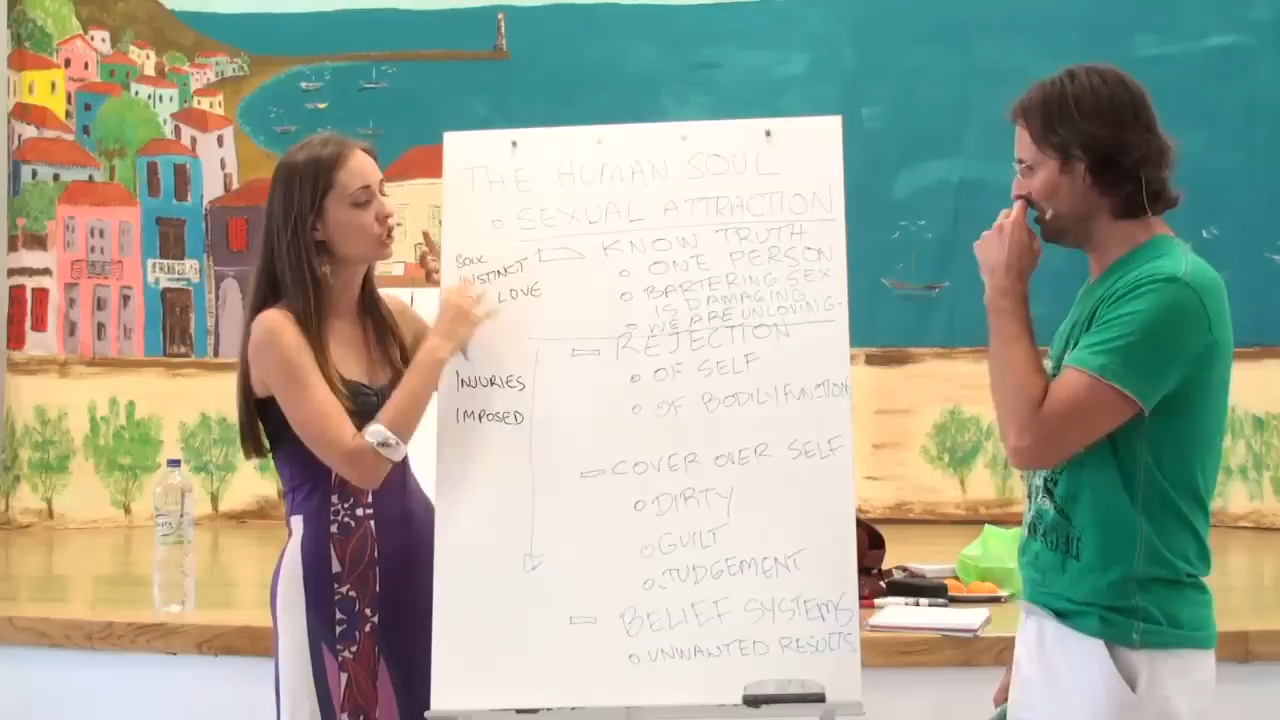 THE HUMAN SOUL
SEXUAL ATTRACTION
KNOW TRUTH
ONE PERSON
BARTERING SEX
IS DAMAGING
WE ARE UNLOVING.
SOUL
INSTINCT
LOVE
REJECTION
OF SELF
OF BODILY FUNCTIONS
INJURIES
IMPOSED
COVER OVER SELF
DIRTY
GUILT
JUDGEMENT
BELIEF SYSTEMS
UNWANTED RESULTS